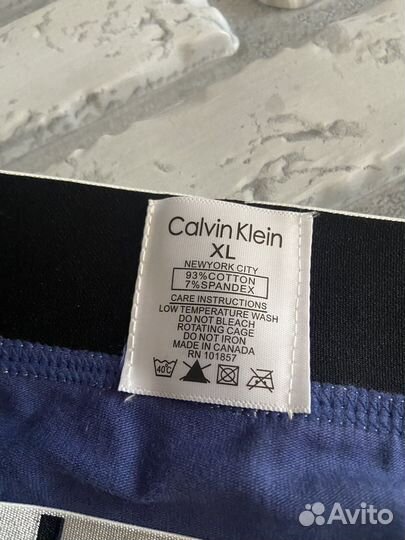 Calvin Klein
XL
NEWYORK CITY
93%COTTON
7%SPANDEX
CARE INSTRUCTIONS
LOW TEMPERATURE WASH
DO NOT BLEACH
ROTATING CAGE
DO NOT IRON
MADE IN CANADA
RN 101857
40C
Avito